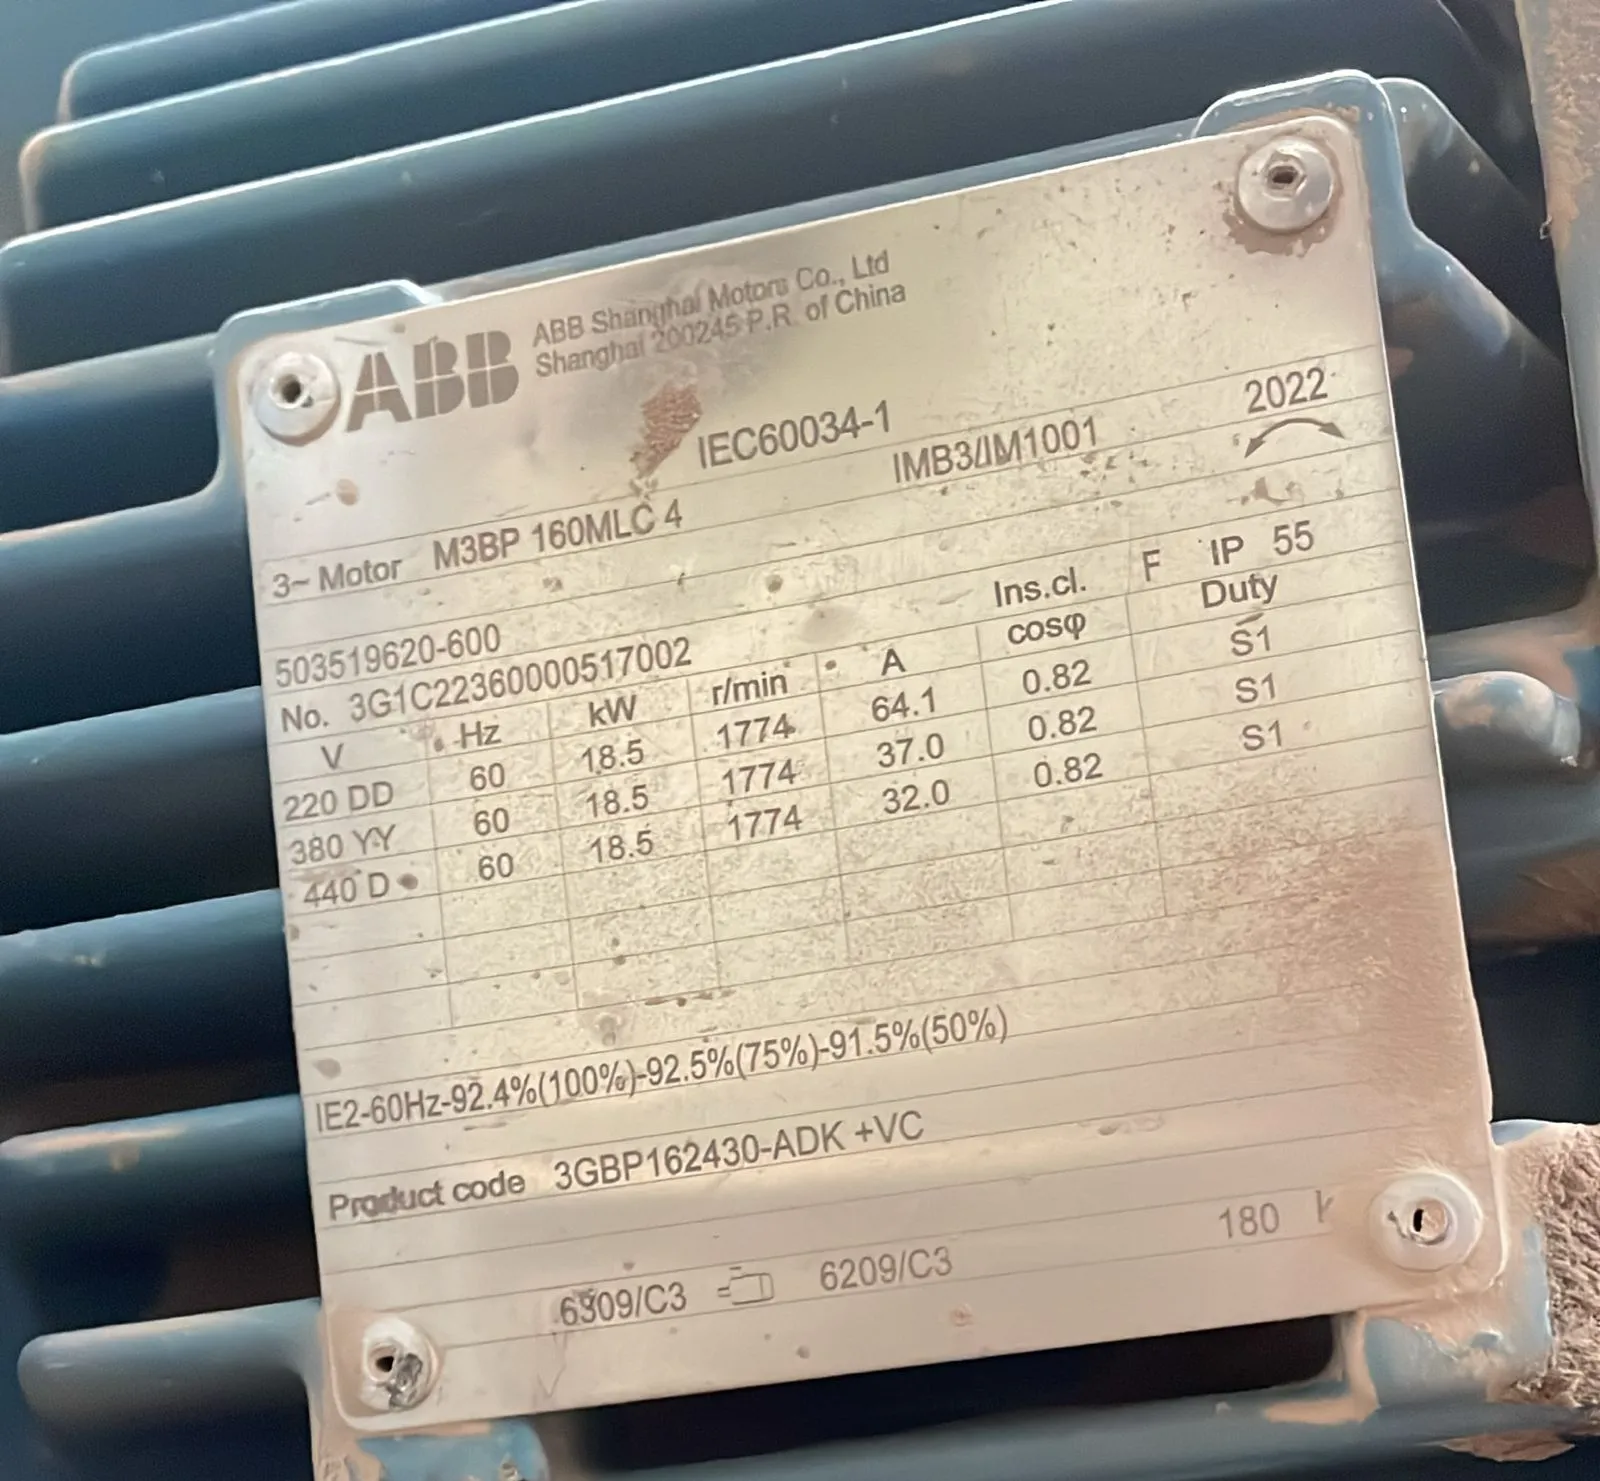 ABB
ABB Shanghai Motors Co., Ltd
Shanghai 200245 P.R. of China
IEC60034-1
2022
3~ Motor M3BP 160MLC 4 IMB3/IM1001
503519620-600 Ins.cl. F IP 55
No. 3G1C22360000517002
V Hz kW r/min A cosφ Duty
220 DD 60 18.5 1774 64.1 0.82 S1
380 YY 60 18.5 1774 37.0 0.82 S1
440 D 60 18.5 1774 32.0 0.82 S1
IE2-60Hz-92.4%(100%)-92.5%(75%)-91.5%(50%)
Product code 3GBP162430-ADK +VC
6309/C3 6209/C3 180